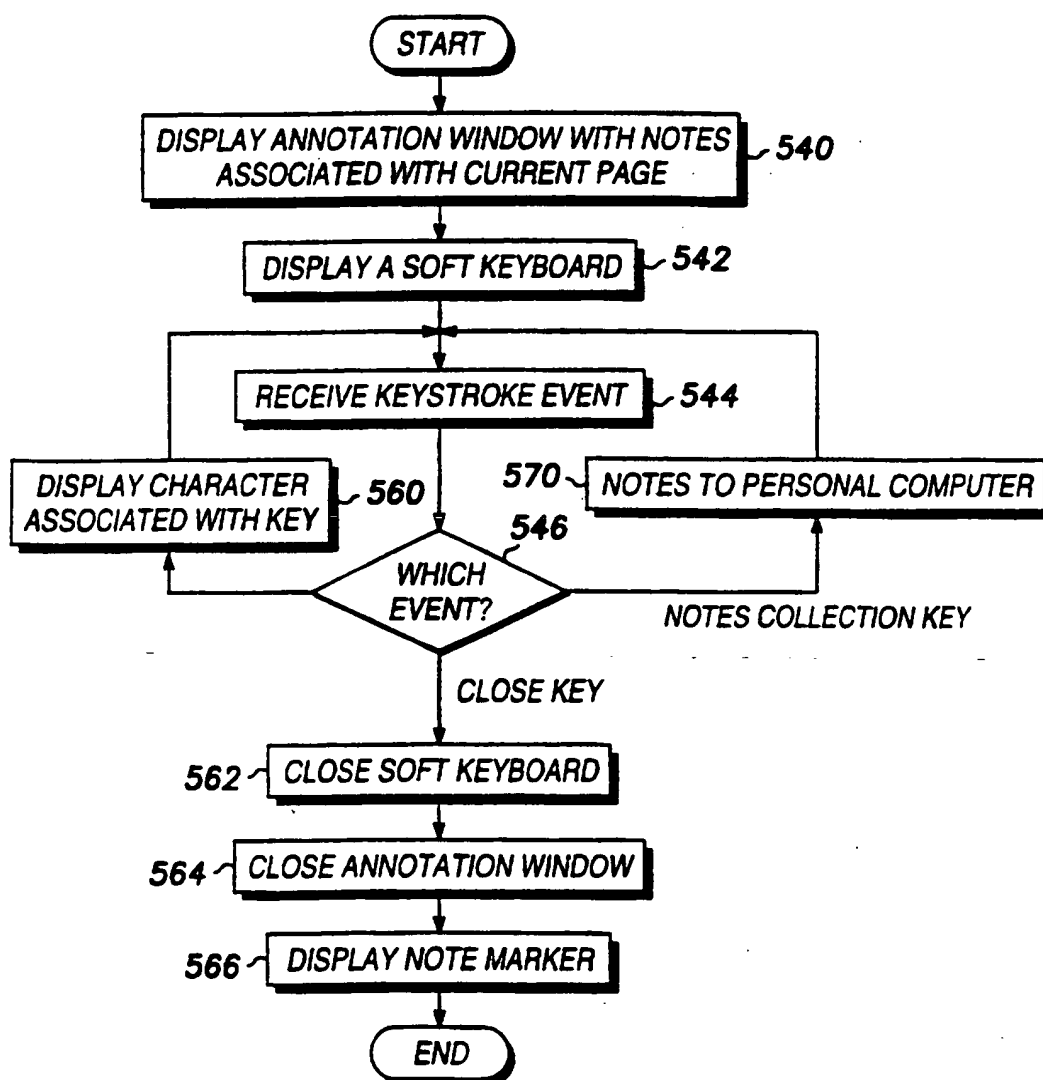 START
DISPLAY ANNOTATION WINDOW WITH NOTES
ASSOCIATED WITH CURRENT PAGE
540
DISPLAY A SOFT KEYBOARD
542
RECEIVE KEYSTROKE EVENT
544
DISPLAY CHARACTER
ASSOCIATED WITH KEY
560
570
NOTES TO PERSONAL COMPUTER
546
WHICH
EVENT?
NOTES COLLECTION KEY
CLOSE KEY
562
CLOSE SOFT KEYBOARD
564
CLOSE ANNOTATION WINDOW
566
DISPLAY NOTE MARKER
END